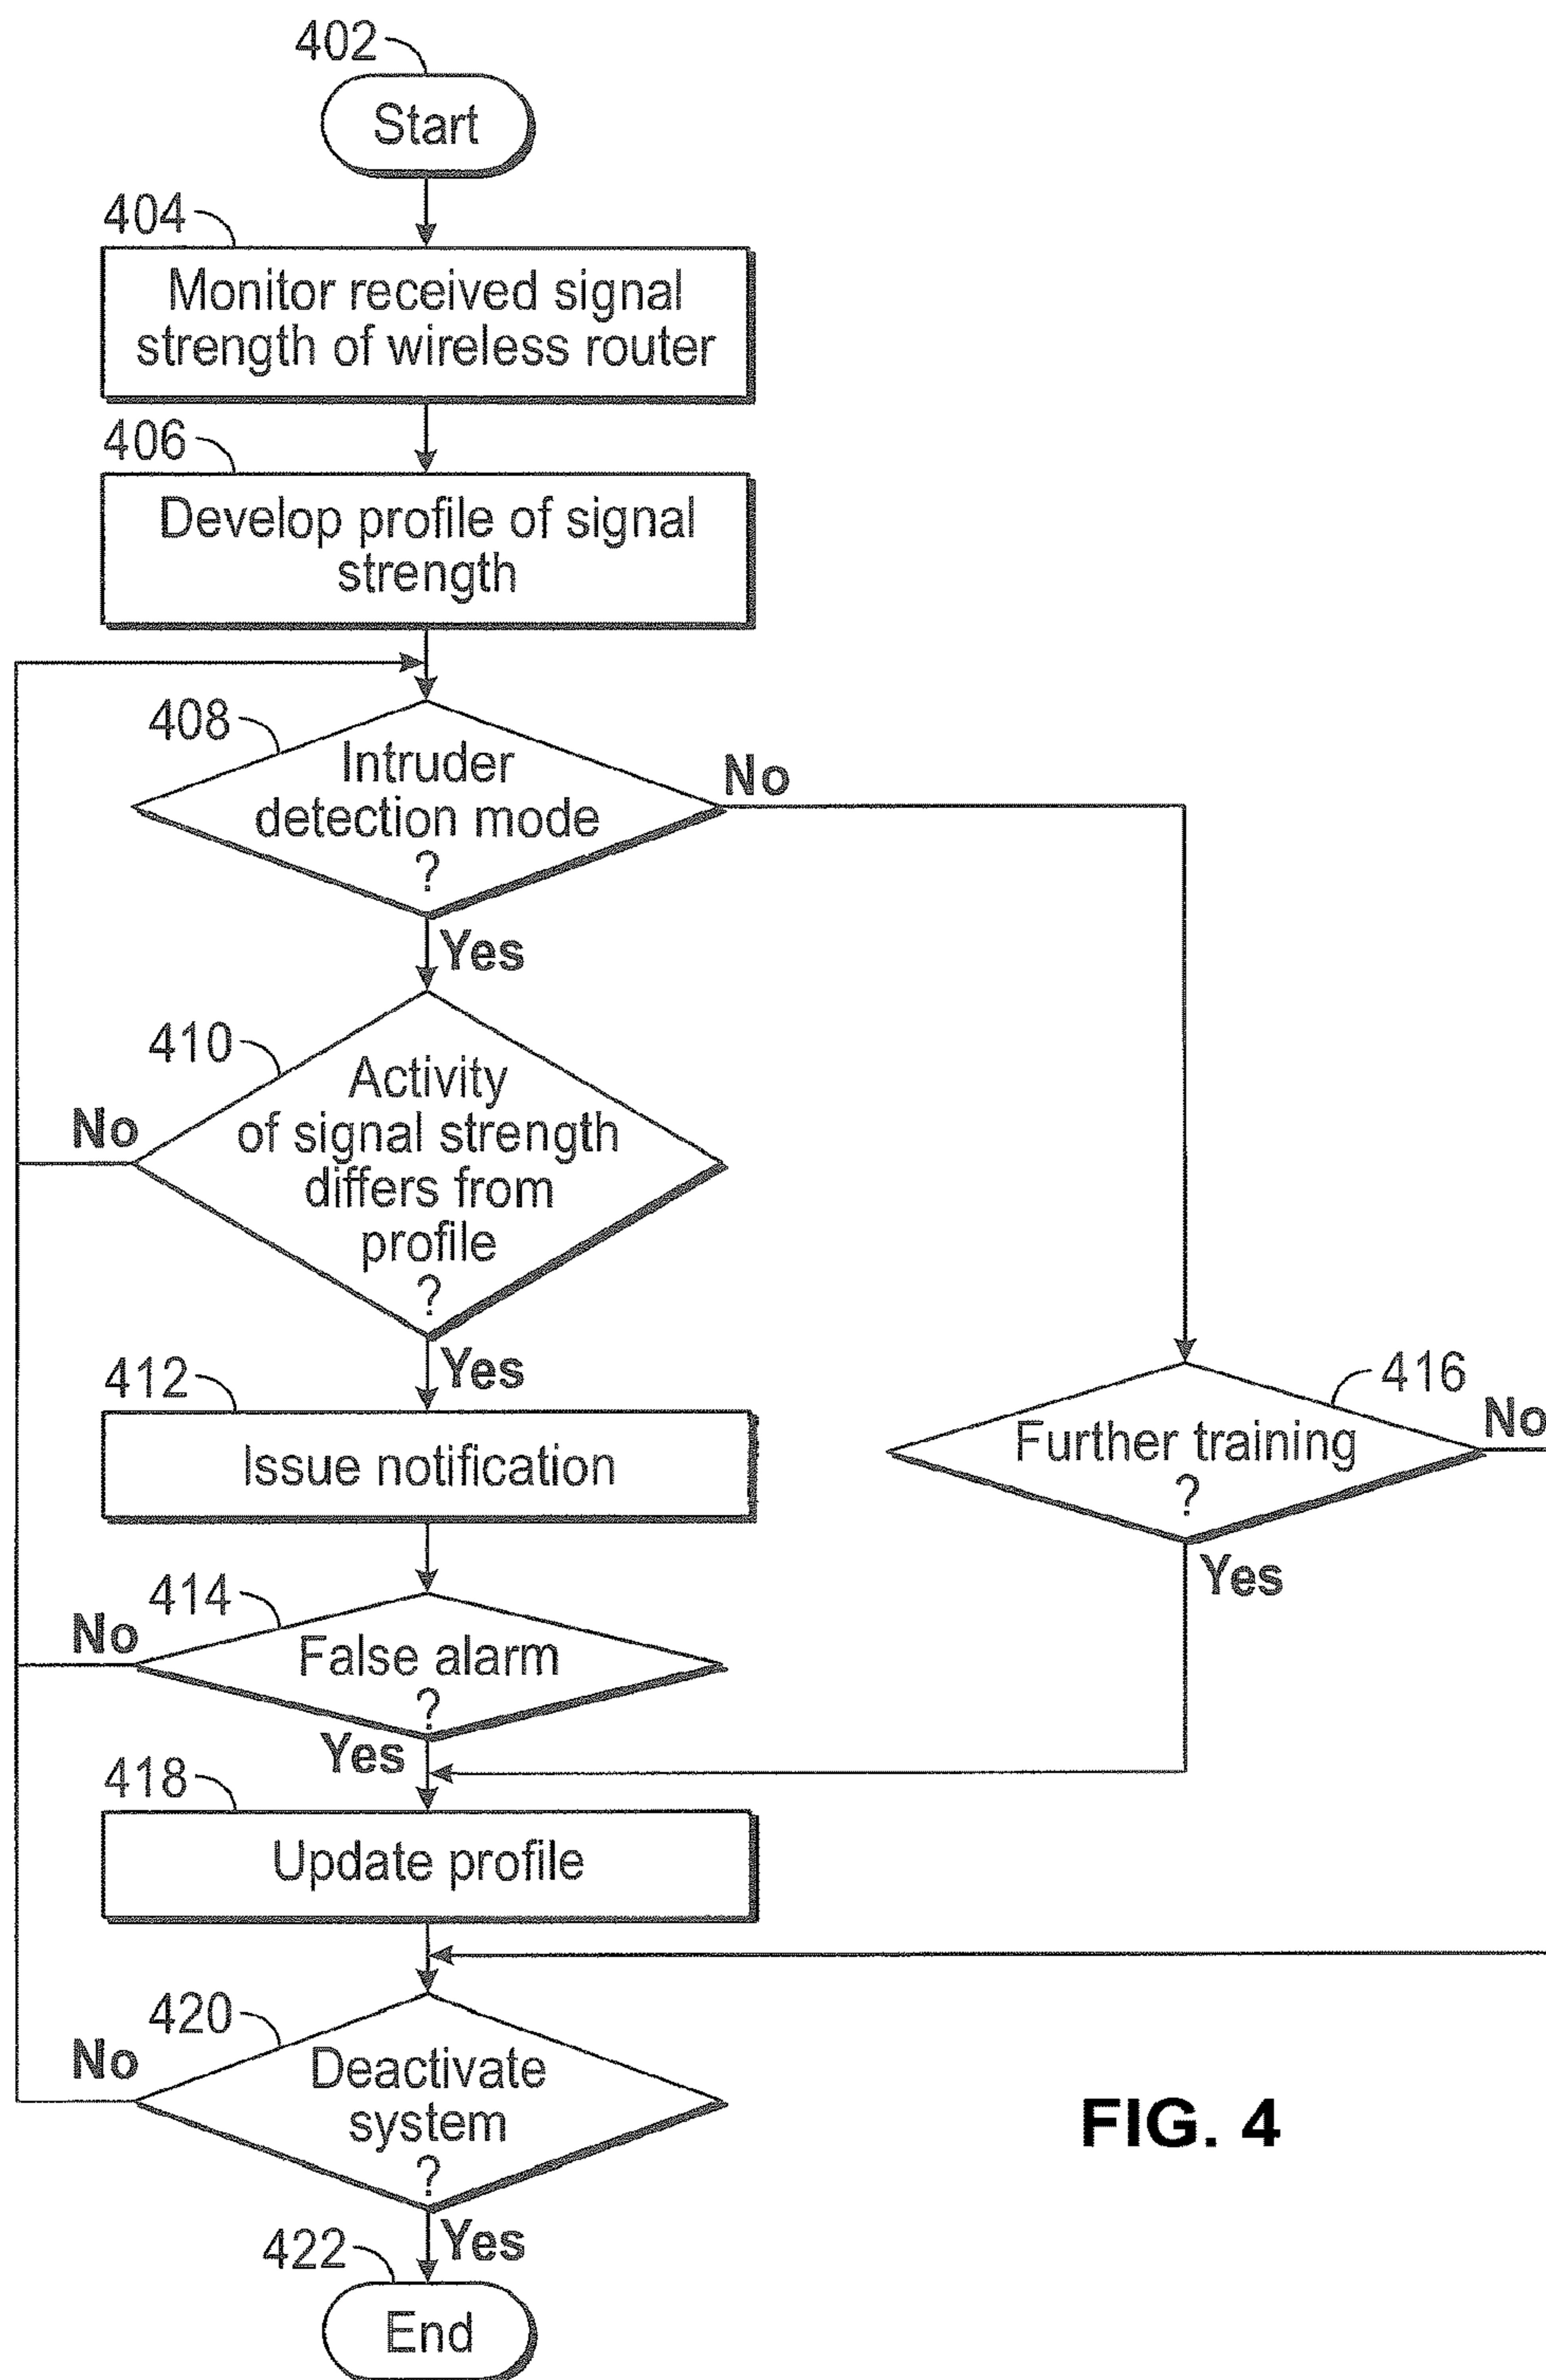 402
Start
404
Monitor received signal
strength of wireless router
406
Develop profile of signal
strength
408
Intruder
detection mode
?
No
Yes
410
Activity
of signal strength
differs from
profile
?
No
Yes
412
Issue notification
416
Further training
?
No
Yes
414
False alarm
?
No
Yes
418
Update profile
420
Deactivate
system
?
No
Yes
422
End
FIG. 4